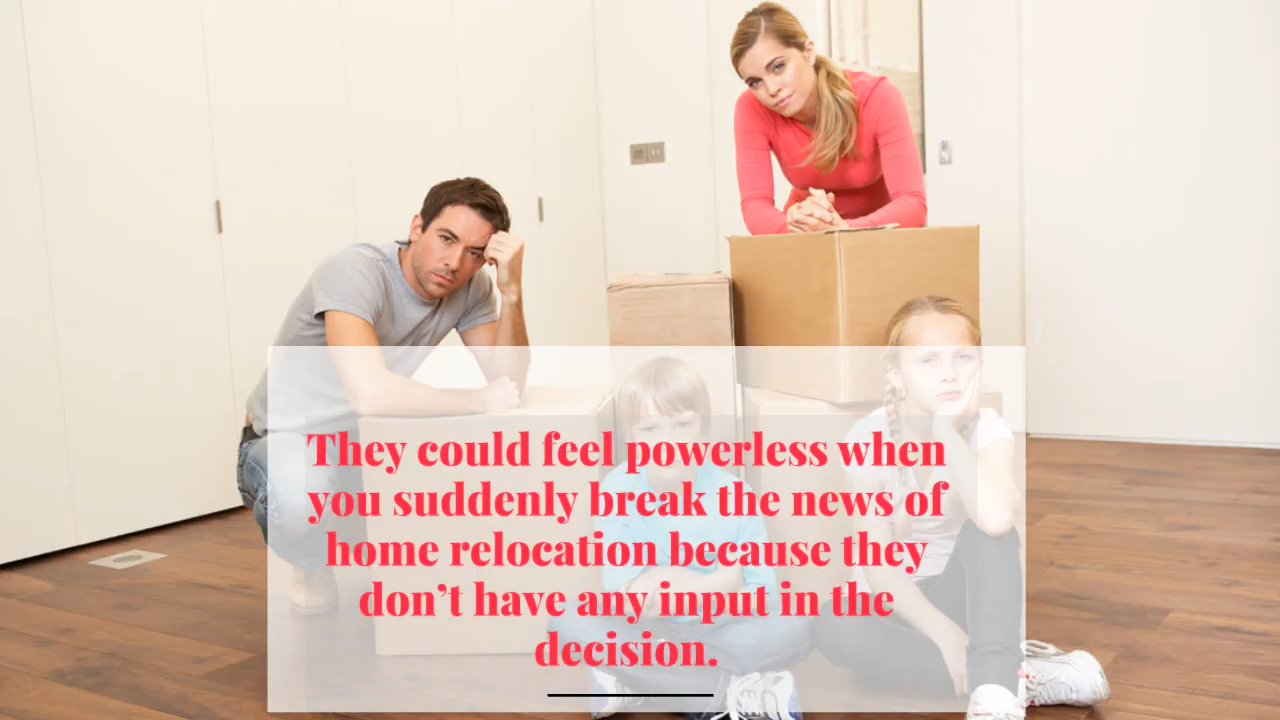 They could feel powerless when
you suddenly break the news of
home relocation because they
don’t have any input in the
decision.